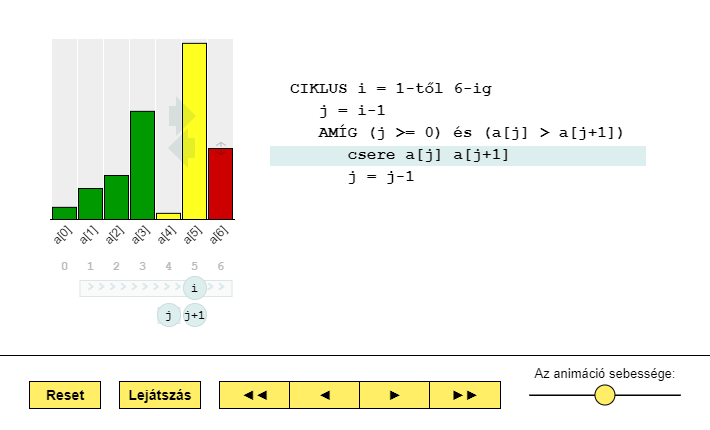 CIKLUS i = 1-től 6-ig
j = i-1
AMÍG (j >= 0) és (a[j] > a[j+1])
csere a[j] a[j+1]
j = j-1
a[0] a[1] a[2] a[3] a[4] a[5] a[6]
0 1 2 3 4 5 6
i
j j+1
Az animáció sebessége:
Reset Lejátszás